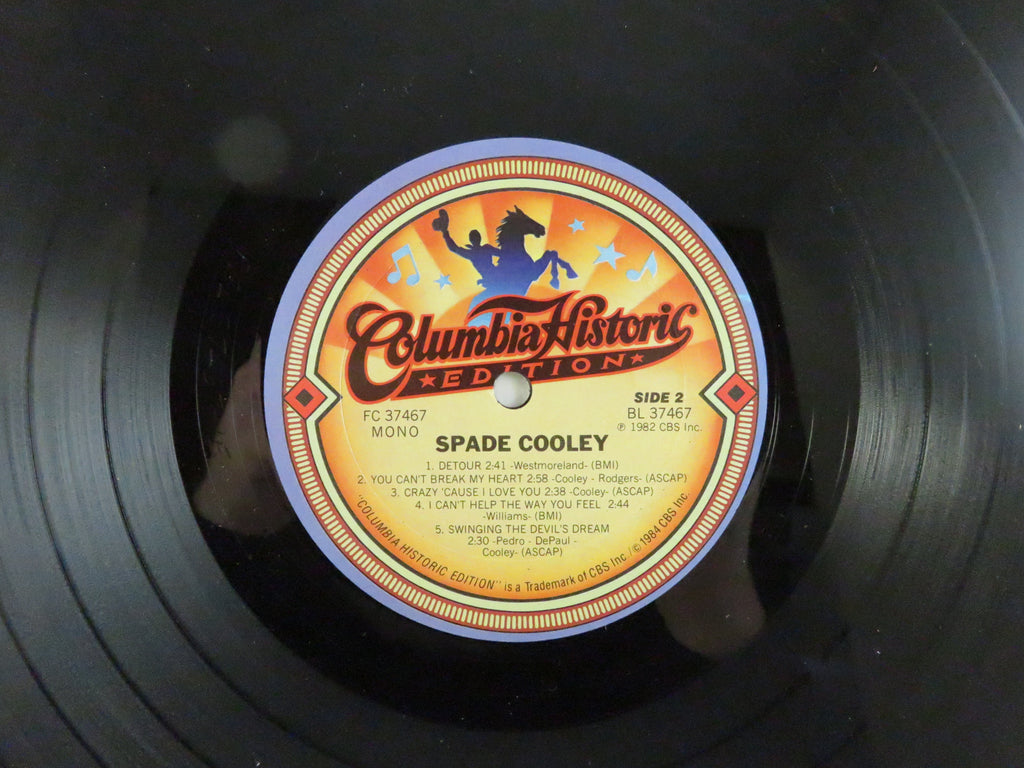 Columbia Historic
★EDITION★
FC 37467
MONO
SIDE 2
BL 37467
℗ 1982 CBS Inc.
SPADE COOLEY
1. DETOUR 2:41 -Westmoreland- (BMI)
2. YOU CAN'T BREAK MY HEART 2:58 -Cooley - Rodgers- (ASCAP)
3. CRAZY 'CAUSE I LOVE YOU 2:38 -Cooley- (ASCAP)
4. I CAN'T HELP THE WAY YOU FEEL 2:44
-Williams- (BMI)
5. SWINGING THE DEVIL'S DREAM
2:30 -Pedro - DePaul -
Cooley- (ASCAP)
"COLUMBIA HISTORIC EDITION" is a Trademark of CBS Inc./© 1984 CBS Inc.